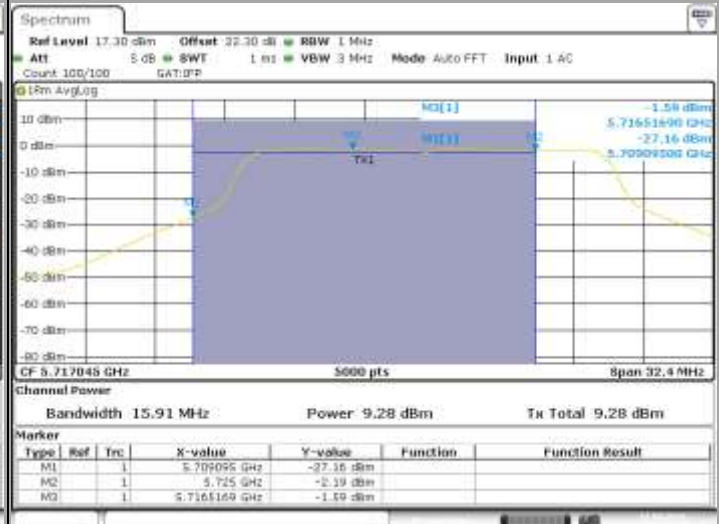 Spectrum
Ref Level 17.30 dBm Offset 22.30 dB RBW 1 MHz
Att 5 dB SWT 1 ms VBW 3 MHz Mode Auto FFT Input 1 AC
Count 100/100 GAT:IFP
1Rm AvgLog
M3[1] -1.59 dBm
5.71651690 GHz
10 dBm
M1[1] -27.16 dBm
5.70909500 GHz
0 dBm
M3
M2
TX1
-10 dBm
-20 dBm
M1
-30 dBm
-40 dBm
-50 dBm
-60 dBm
-70 dBm
-80 dBm
CF 5.717045 GHz 5000 pts Span 32.4 MHz
Channel Power
Bandwidth 15.91 MHz Power 9.28 dBm Tx Total 9.28 dBm
Marker
Type Ref Trc X-value Y-value Function Function Result
M1 1 5.709095 GHz -27.16 dBm
M2 1 5.725 GHz -2.19 dBm
M3 1 5.7165169 GHz -1.59 dBm